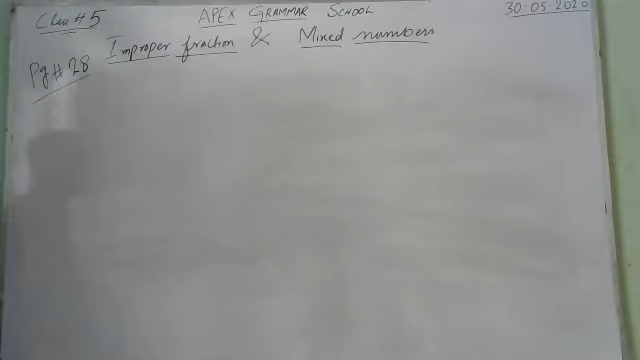 Class # 5
APEX GRAMMAR SCHOOL
30.05.2020
Improper fraction & Mixed numbers
Pg # 28